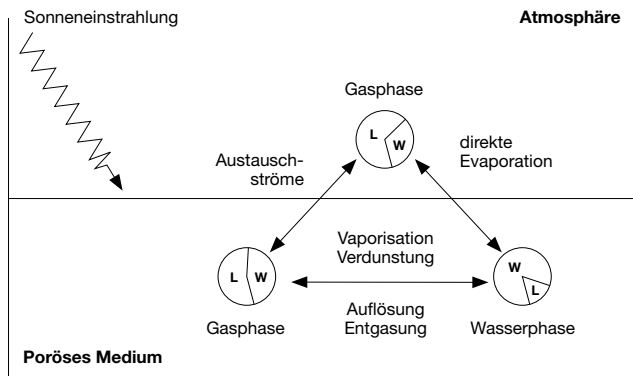 Sonneneinstrahlung
Atmosphäre
Gasphase
L
W
Austausch-
ströme
direkte
Evaporation
L
W
Gasphase
Vaporisation
Verdunstung
Auflösung
Entgasung
W
L
Wasserphase
Poröses Medium